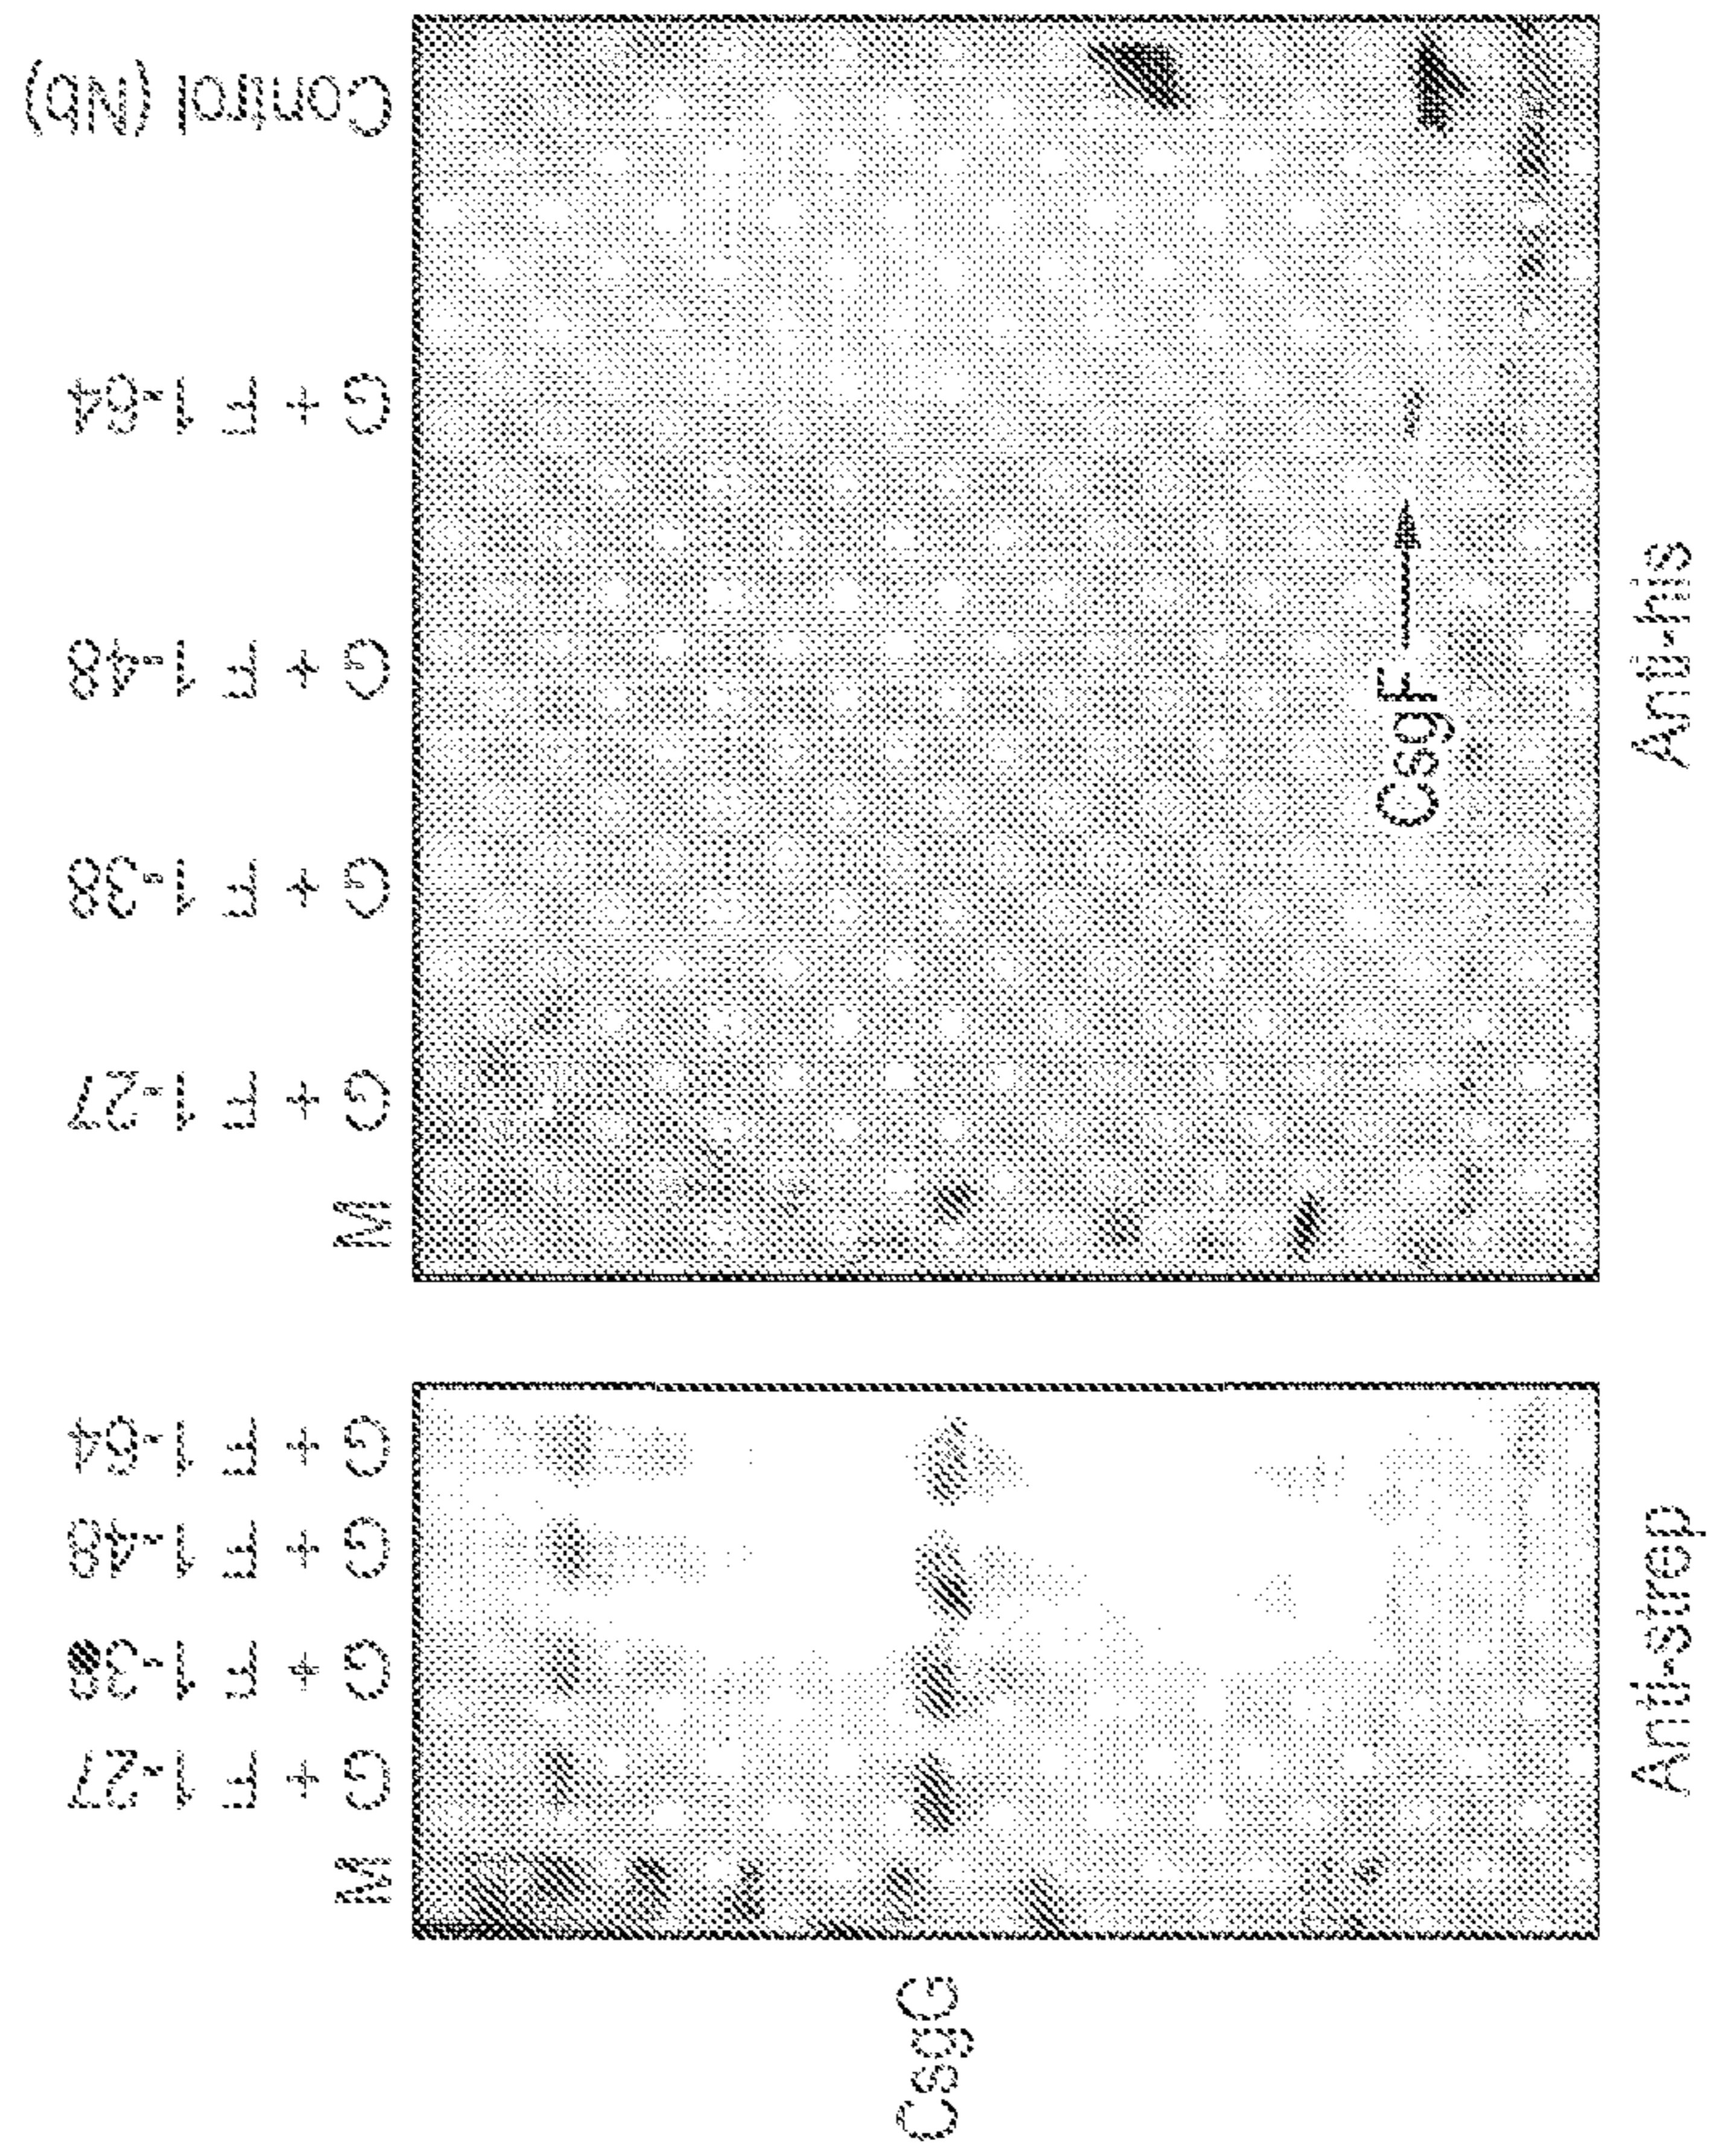 M
G + F 1-27
G + F 1-38
G + F 1-48
G + F 1-64
M
G + F 1-27
G + F 1-38
G + F 1-48
G + F 1-64
Control (Nb)
CsgG
CsgF
Anti-strep
Anti-his